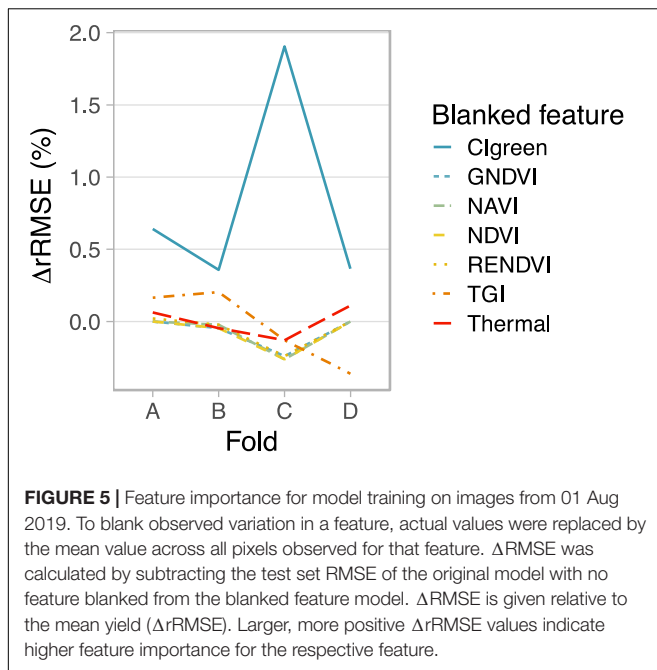 2.0
1.5
1.0
0.5
0.0
ΔrRMSE (%)
A B C D
Fold
Blanked feature
CIgreen
GNDVI
NAVI
NDVI
RENDVI
TGI
Thermal
FIGURE 5 | Feature importance for model training on images from 01 Aug
2019. To blank observed variation in a feature, actual values were replaced by
the mean value across all pixels observed for that feature. ΔRMSE was
calculated by subtracting the test set RMSE of the original model with no
feature blanked from the blanked feature model. ΔRMSE is given relative to
the mean yield (ΔrRMSE). Larger, more positive ΔrRMSE values indicate
higher feature importance for the respective feature.